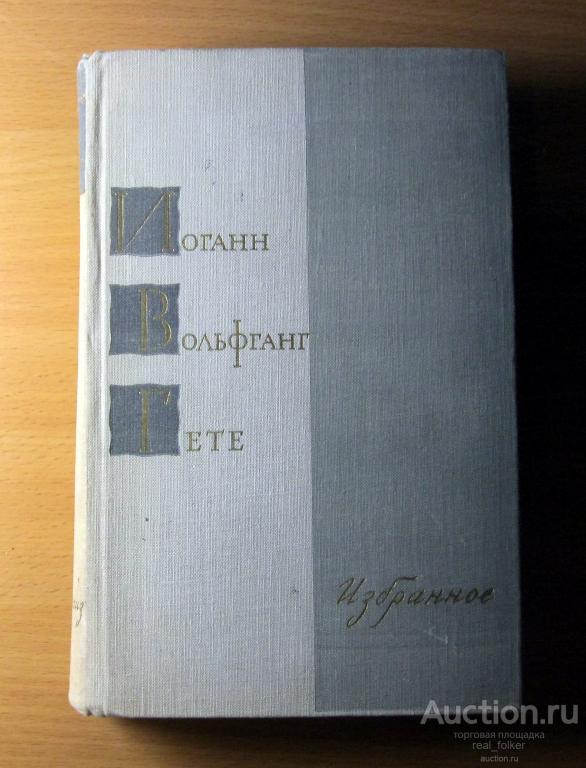 Иоганн
Вольфганг
Гете
Избранное
Auction.ru
торговая площадка
real_folker
auction.ru